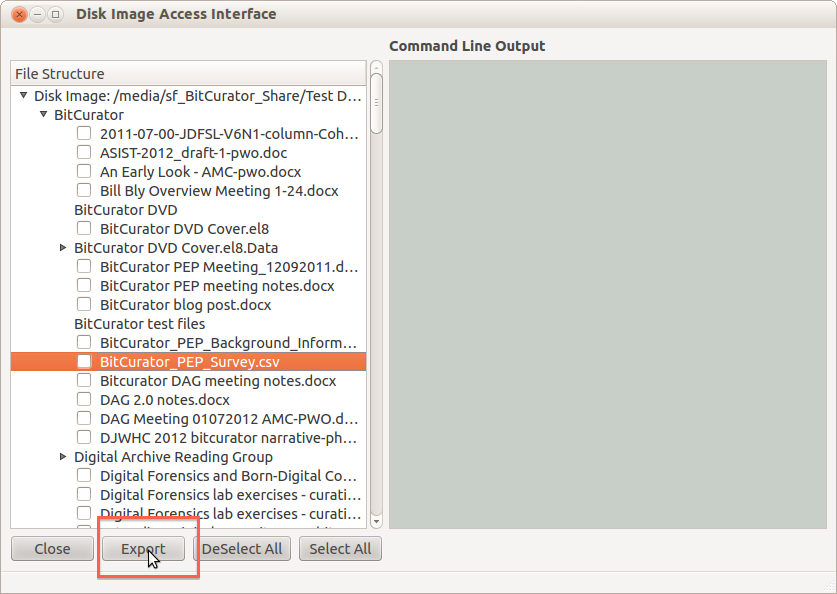 Disk Image Access Interface
Command Line Output
File Structure
Disk Image: /media/sf_BitCurator_Share/Test D...
BitCurator
2011-07-00-JDFSL-V6N1-column-Coh...
ASIST-2012_draft-1-pwo.doc
An Early Look - AMC-pwo.docx
Bill Bly Overview Meeting 1-24.docx
BitCurator DVD
BitCurator DVD Cover.el8
BitCurator DVD Cover.el8.Data
BitCurator PEP Meeting_12092011.d...
BitCurator PEP meeting notes.docx
BitCurator blog post.docx
BitCurator test files
BitCurator_PEP_Background_Inform...
BitCurator_PEP_Survey.csv
Bitcurator DAG meeting notes.docx
DAG 2.0 notes.docx
DAG Meeting 01072012 AMC-PWO.d...
DJWHC 2012 bitcurator narrative-ph...
Digital Archive Reading Group
Digital Forensics and Born-Digital Co...
Digital Forensics lab exercises - curati...
Digital Forensics lab exercises - curati...
Close Export DeSelect All Select All